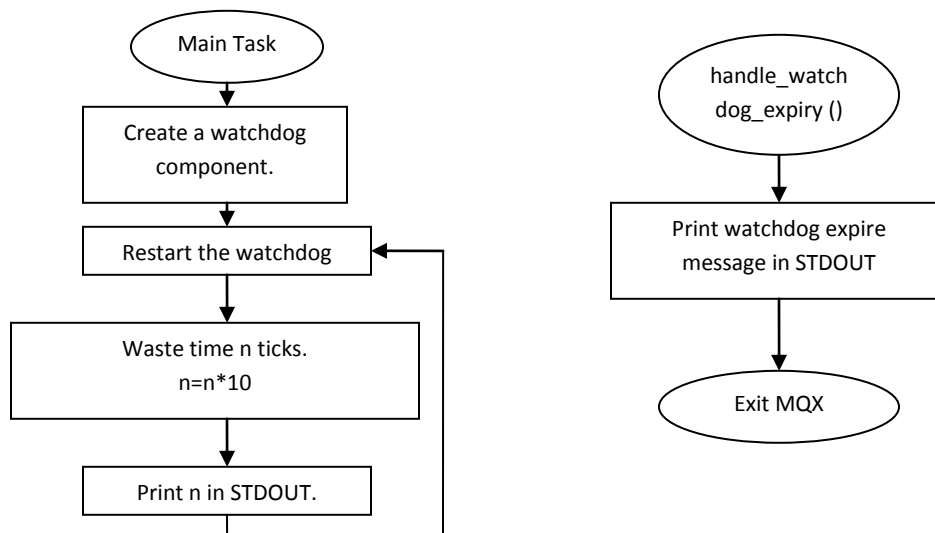 Main Task
Create a watchdog
component.
Restart the watchdog
Waste time n ticks.
n=n*10
Print n in STDOUT.
handle_watch
dog_expiry ()
Print watchdog expire
message in STDOUT
Exit MQX